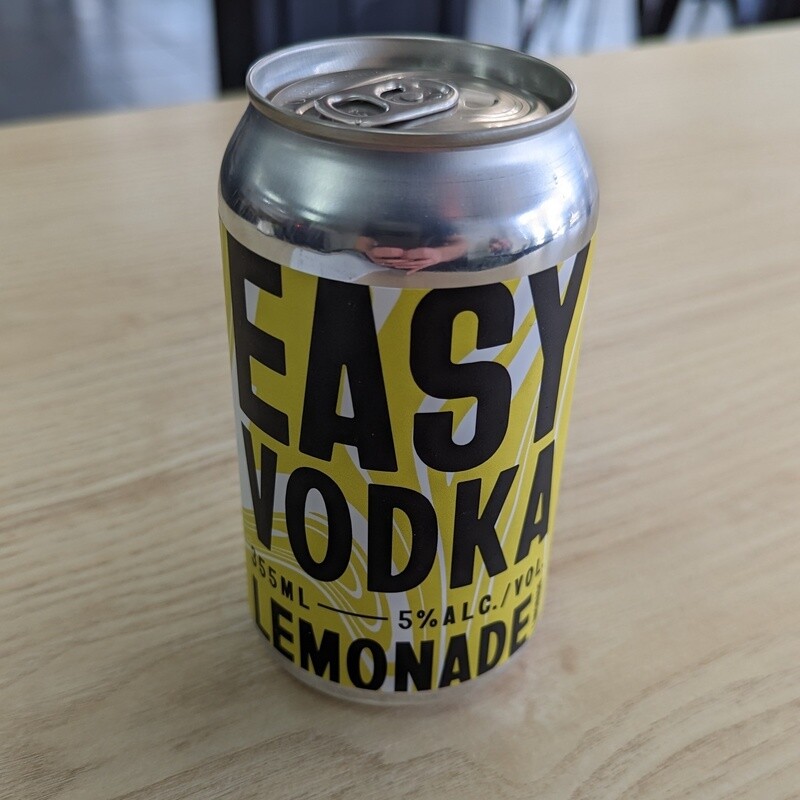 EASY
VODKA
355ML — 5% ALC./VOL.
LEMONADE!